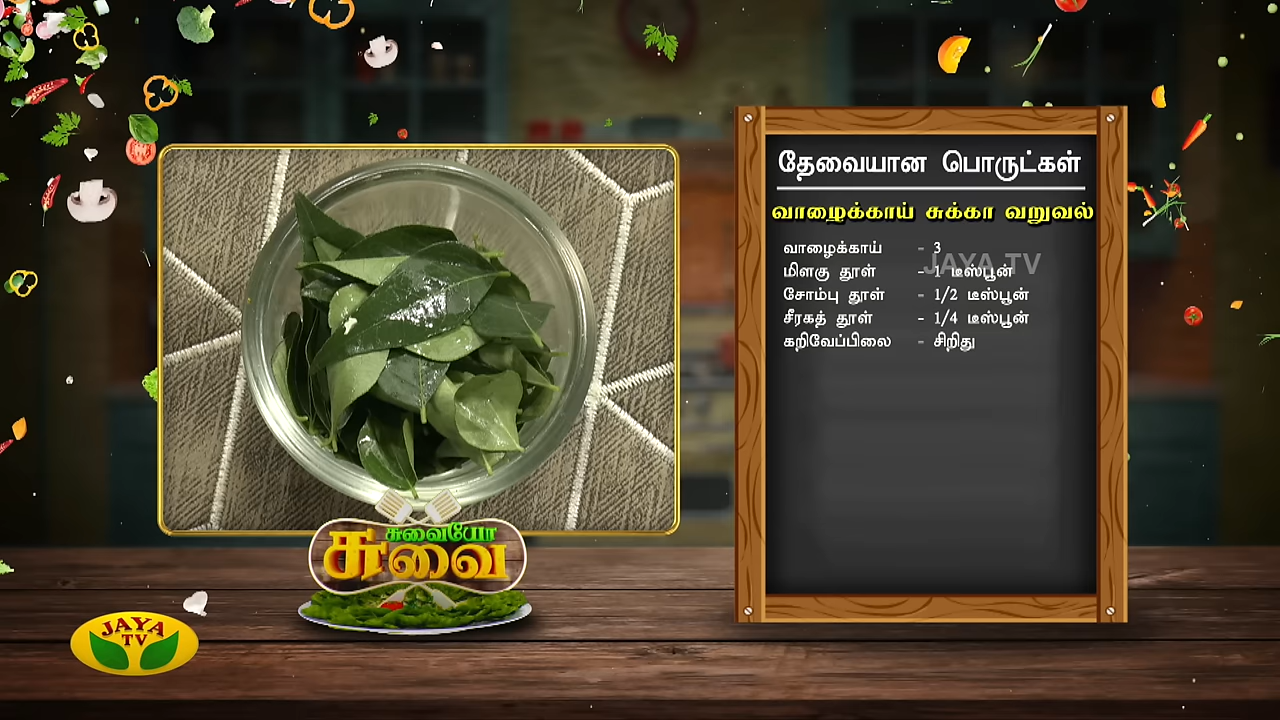 தேவையான பொருட்கள்
வாழைக்காய் சுக்கா வறுவல்
வாழைக்காய் - 3
JAYA TV
மிளகு தூள் - 1 டீஸ்பூன்
சோம்பு தூள் - 1/2 டீஸ்பூன்
சீரகத் தூள் - 1/4 டீஸ்பூன்
கறிவேப்பிலை - சிறிது
சுவையோ
சுவை
JAYA
TV